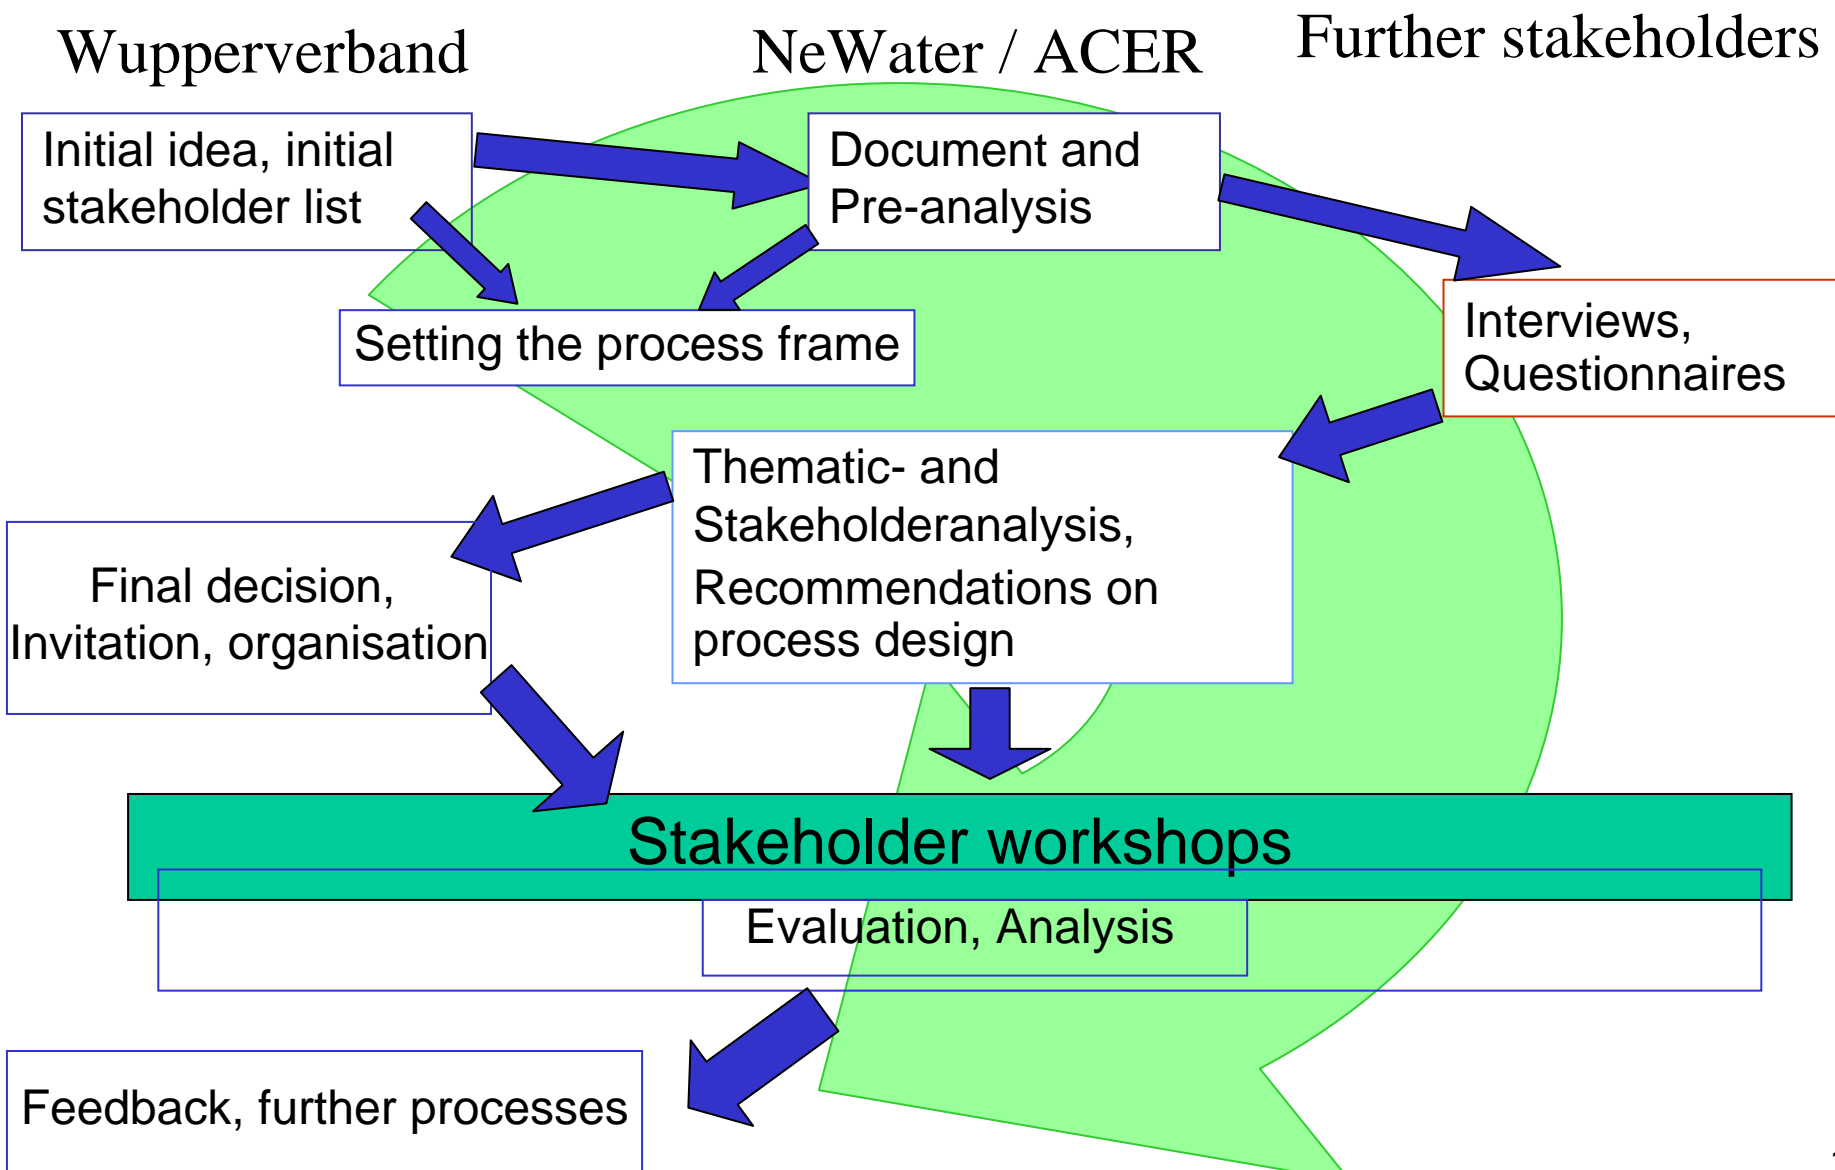 Wupperverband
NeWater / ACER
Further stakeholders
Initial idea, initial
stakeholder list
Document and
Pre-analysis
Setting the process frame
Interviews,
Questionnaires
Thematic- and
Stakeholderanalysis,
Recommendations on
process design
Final decision,
Invitation, organisation
Stakeholder workshops
Evaluation, Analysis
Feedback, further processes